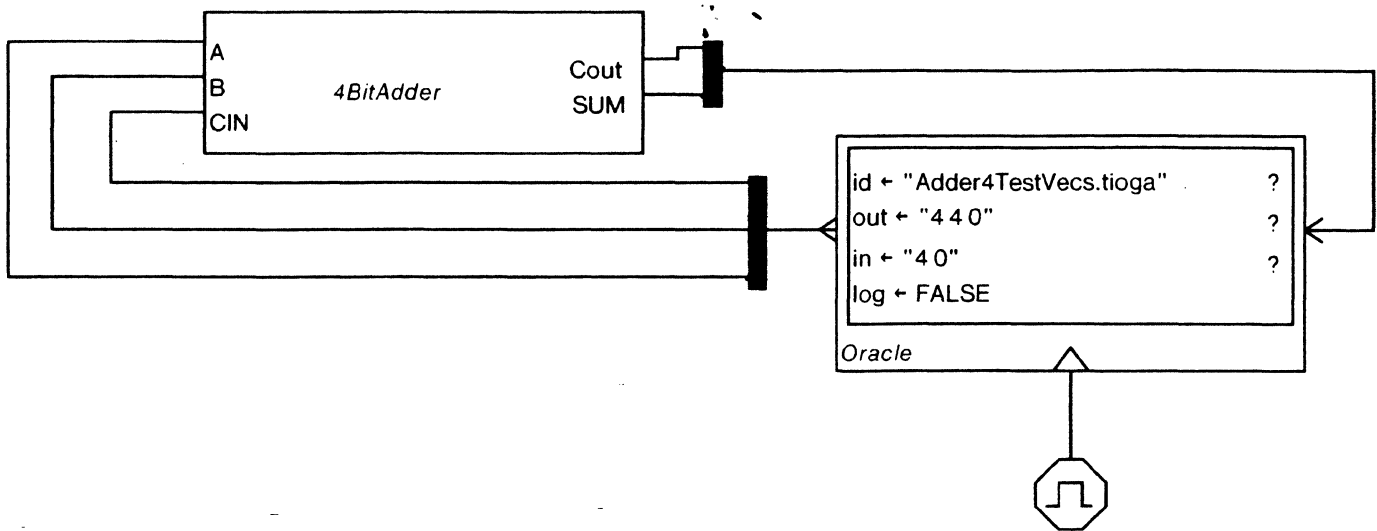 A
B
CIN
4BitAdder
Cout
SUM
id ← "Adder4TestVecs.tioga" ?
out ← "4 4 0" ?
in ← "4 0" ?
log ← FALSE
Oracle